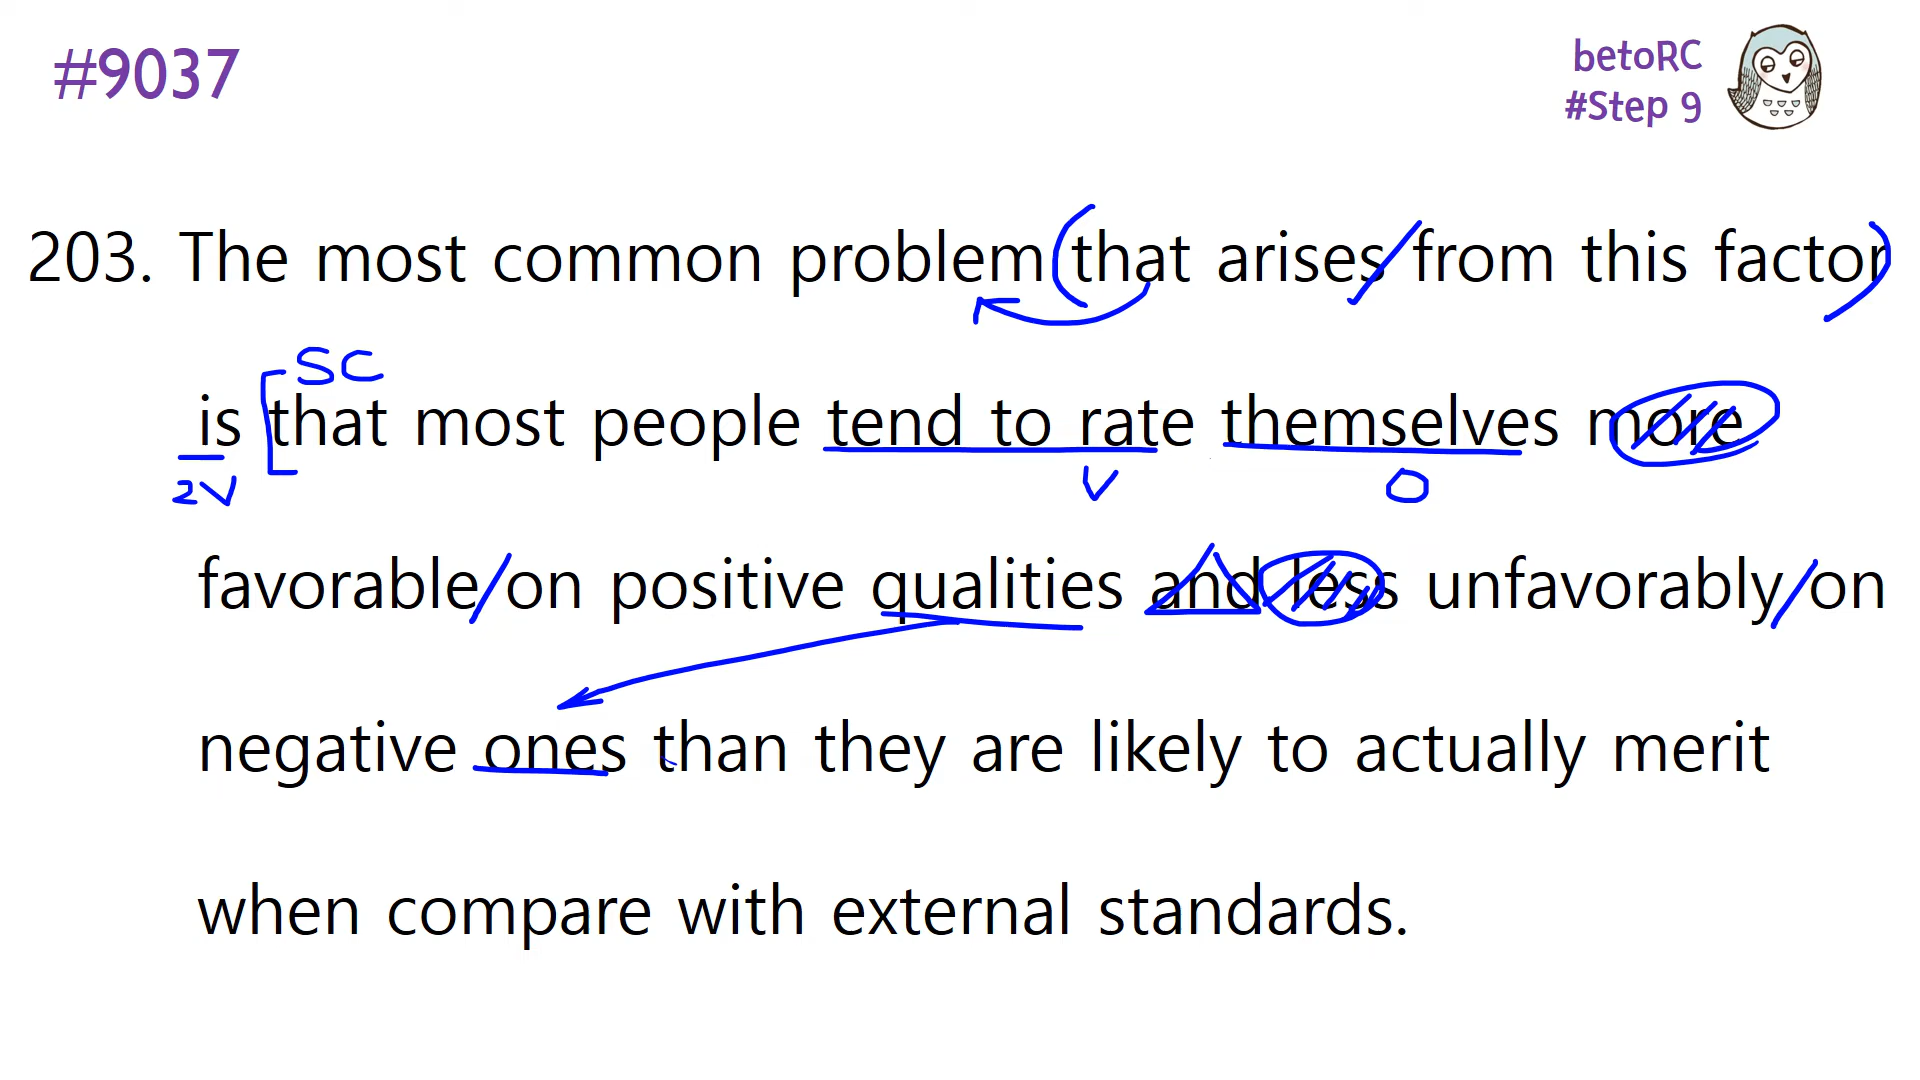 #9037
betoRC
#Step 9
203. The most common problem that arises from this factor
SC
is that most people tend to rate themselves more
2V
V
O
favorable on positive qualities and less unfavorably on
negative ones than they are likely to actually merit
when compare with external standards.